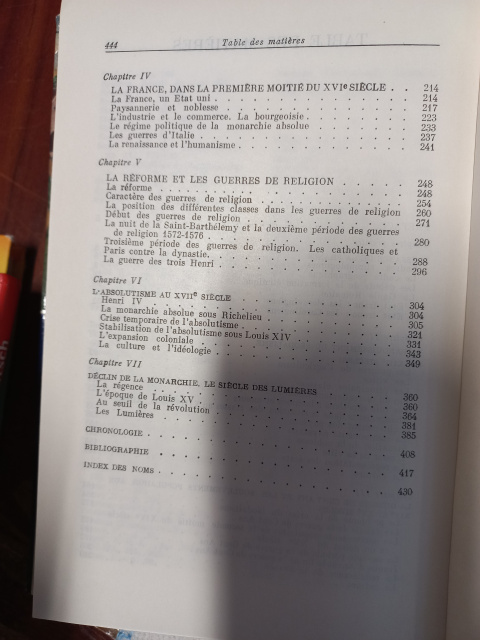 444 Table des matières
Chapitre IV
LA FRANCE, DANS LA PREMIÈRE MOITIÉ DU XVIe SIÈCLE . . 214
La France, un Etat uni . . . . . . . . . . . . 214
Paysannerie et noblesse . . . . . . . . . . . . 217
L'industrie et le commerce. La bourgeoisie . . . . . . 223
Le régime politique de la monarchie absolue . . . . . . 233
Les guerres d'Italie . . . . . . . . . . . . 237
La renaissance et l'humanisme . . . . . . . . . . 241
Chapitre V
LA RÉFORME ET LES GUERRES DE RELIGION . . . . . 248
La réforme . . . . . . . . . . . . 248
Caractère des guerres de religion . . . . . . . . 254
La position des différentes classes dans les guerres de religion 260
Début des guerres de religion . . . . . . . . . 271
La nuit de la Saint-Barthélemy et la deuxième période des guerres
de religion 1572-1576 . . . . . . . . . . 280
Troisième période des guerres de religion. Les catholiques et
Paris contre la dynastie. . . . . . . . . . . 288
La guerre des trois Henri . . . . . . . . . . 296
Chapitre VI
L'ABSOLUTISME AU XVIIe SIÈCLE . . . . . . . . 304
Henri IV . . . . . . . . . . . . 304
La monarchie absolue sous Richelieu . . . . . . . 305
Crise temporaire de l'absolutisme . . . . . . . . 321
Stabilisation de l'absolutisme sous Louis XIV . . . . . 331
L'expansion coloniale . . . . . . . . . . 343
La culture et l'idéologie . . . . . . . . . . 349
Chapitre VII
DÉCLIN DE LA MONARCHIE. LE SIÈCLE DES LUMIÈRES . . . 360
La régence . . . . . . . . . . . . 360
L'époque de Louis XV . . . . . . . . . . 364
Au seuil de la révolution . . . . . . . . . . 381
Les Lumières . . . . . . . . . . . . 385
CHRONOLOGIE . . . . . . . . . . . . 408
BIBLIOGRAPHIE . . . . . . . . . . . . 417
INDEX DES NOMS . . . . . . . . . . . . 430